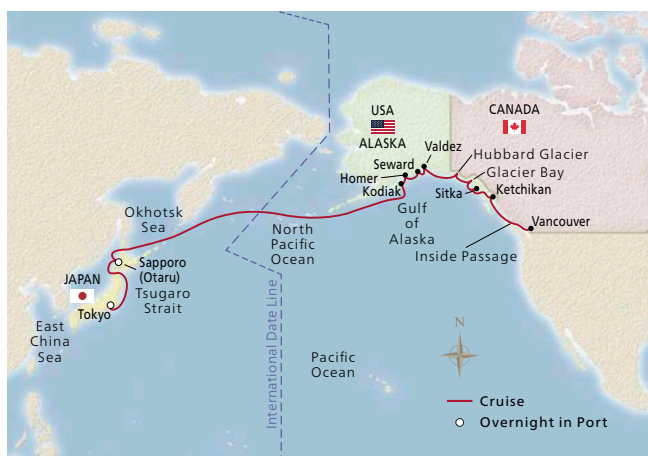 USA
ALASKA
CANADA
Valdez
Seward
Hubbard Glacier
Homer
Glacier Bay
Kodiak
Sitka
Ketchikan
Okhotsk
Sea
Gulf
of
Alaska
Vancouver
North
Pacific
Ocean
Inside Passage
Sapporo
(Otaru)
JAPAN
Tsugaro
Strait
Tokyo
East
China
Sea
International Date Line
Pacific
Ocean
N
Cruise
Overnight in Port